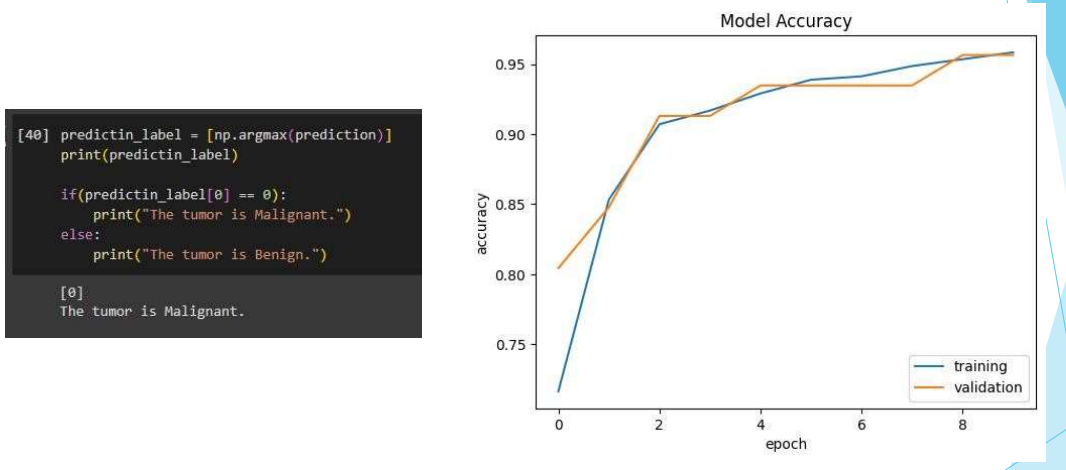 [40] predictin_label = [np.argmax(prediction)]
print(predictin_label)
if(predictin_label[0] == 0):
print("The tumor is Malignant.")
else:
print("The tumor is Benign.")
[0]
The tumor is Malignant.
Model Accuracy
0.95
0.90
0.85
0.80
0.75
accuracy
training
validation
0 2 4 6 8
epoch